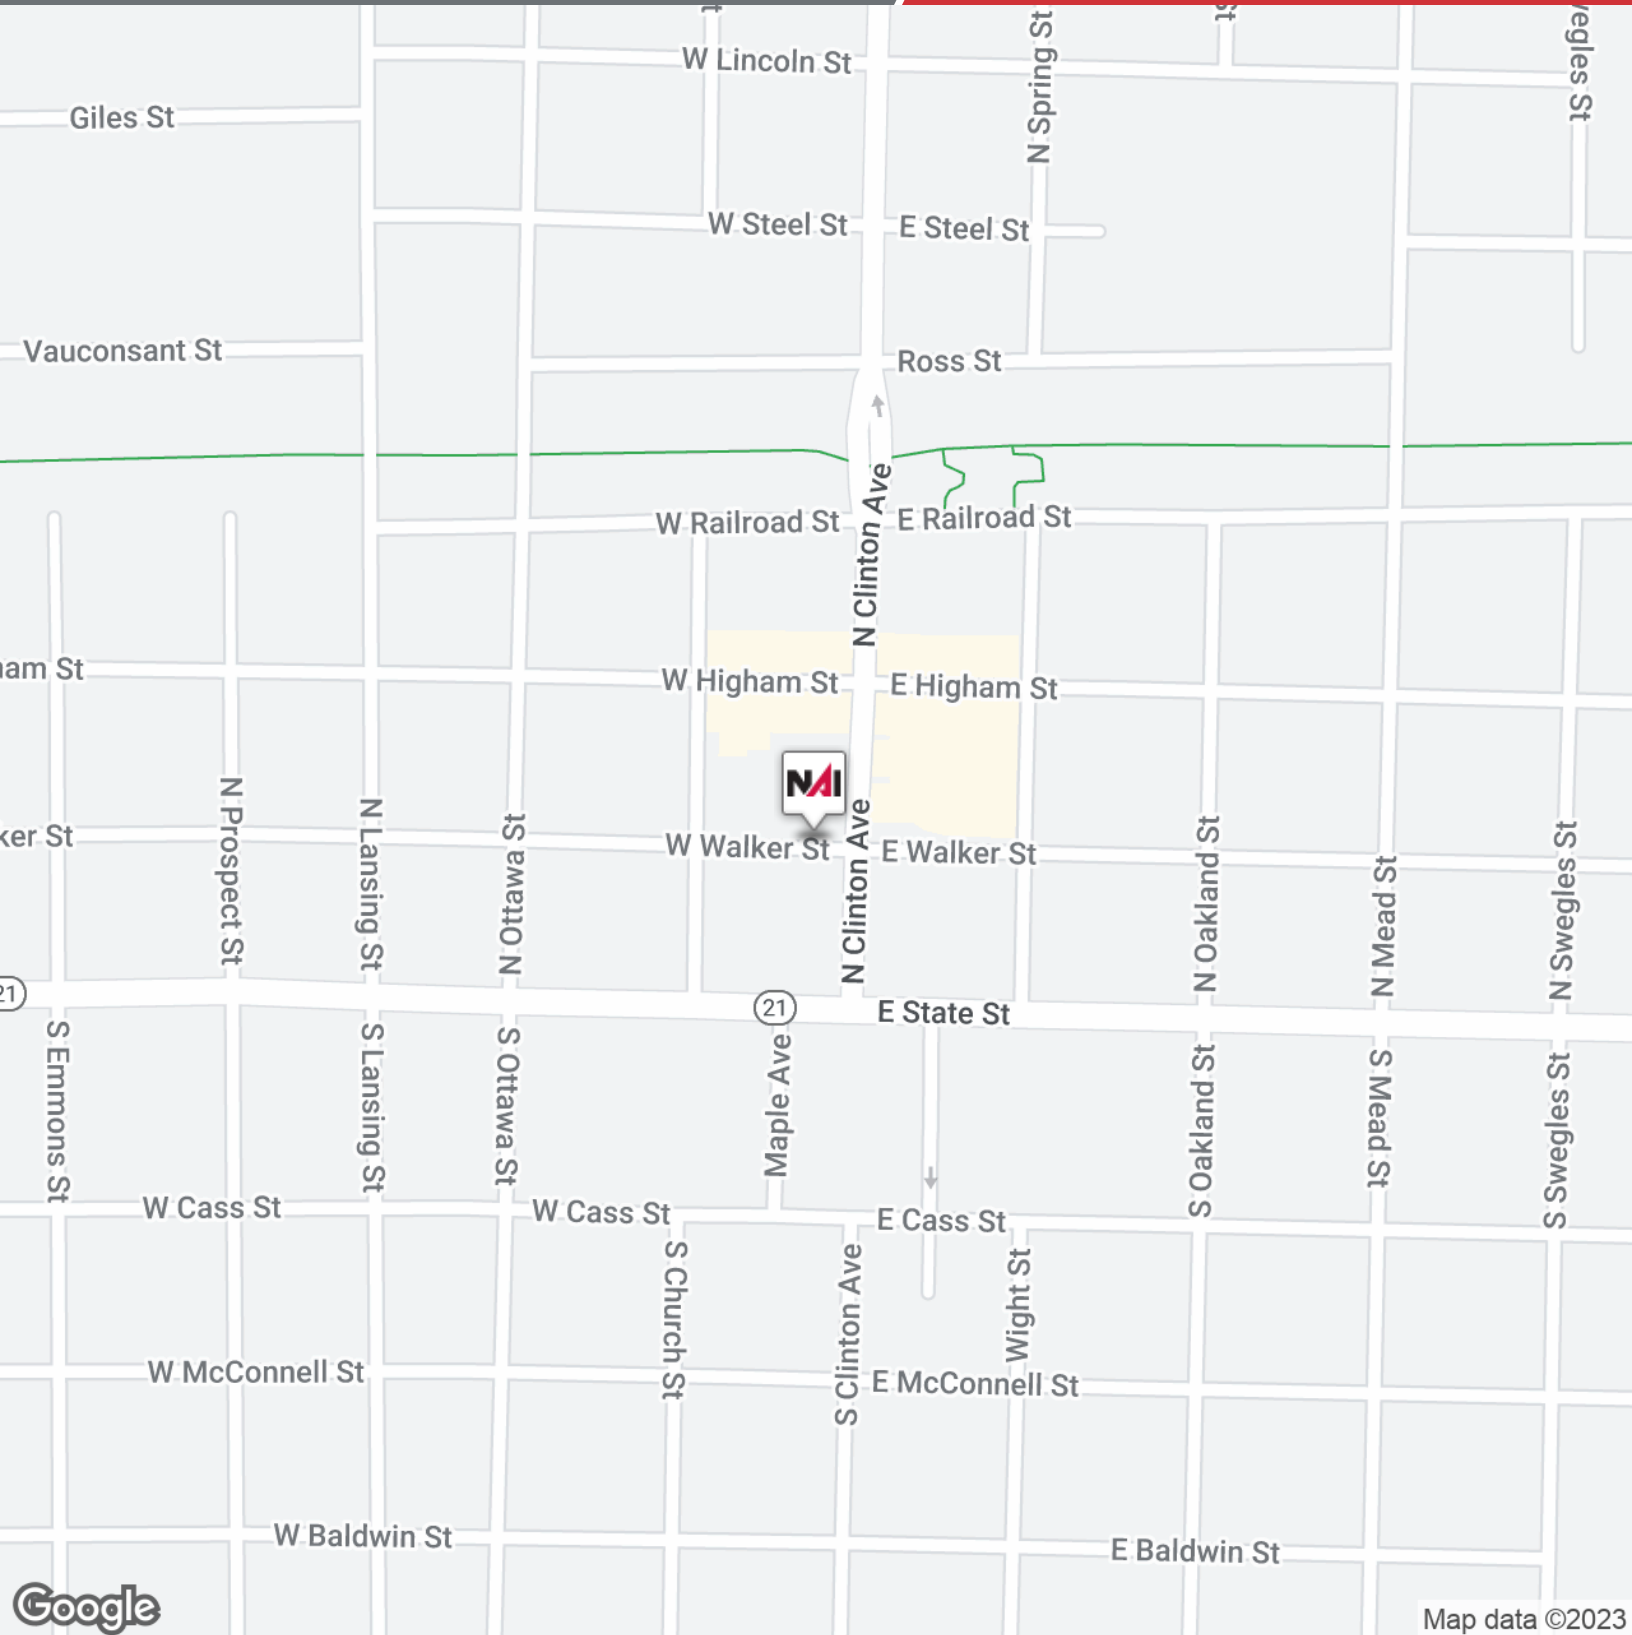 W Lincoln St
N Spring St
Giles St
W Steel St
E Steel St
Vauconsant St
Ross St
N Clinton Ave
W Railroad St
E Railroad St
W Higham St
E Higham St
NAI
N Prospect St
N Lansing St
N Ottawa St
W Walker St
E Walker St
N Clinton Ave
N Oakland St
N Mead St
N Swegles St
21
21
E State St
S Emmons St
S Lansing St
S Ottawa St
Maple Ave
S Oakland St
S Mead St
S Swegles St
W Cass St
W Cass St
E Cass St
S Church St
S Clinton Ave
Wight St
W McConnell St
E McConnell St
W Baldwin St
E Baldwin St
Google
Map data ©2023